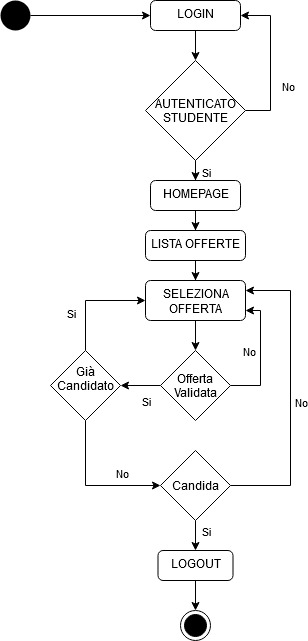 LOGIN
No
AUTENTICATO
STUDENTE
Si
HOMEPAGE
LISTA OFFERTE
SELEZIONA
OFFERTA
Si
No
Già
Candidato
Offerta
Validata
Si
No
No
Candida
Si
LOGOUT